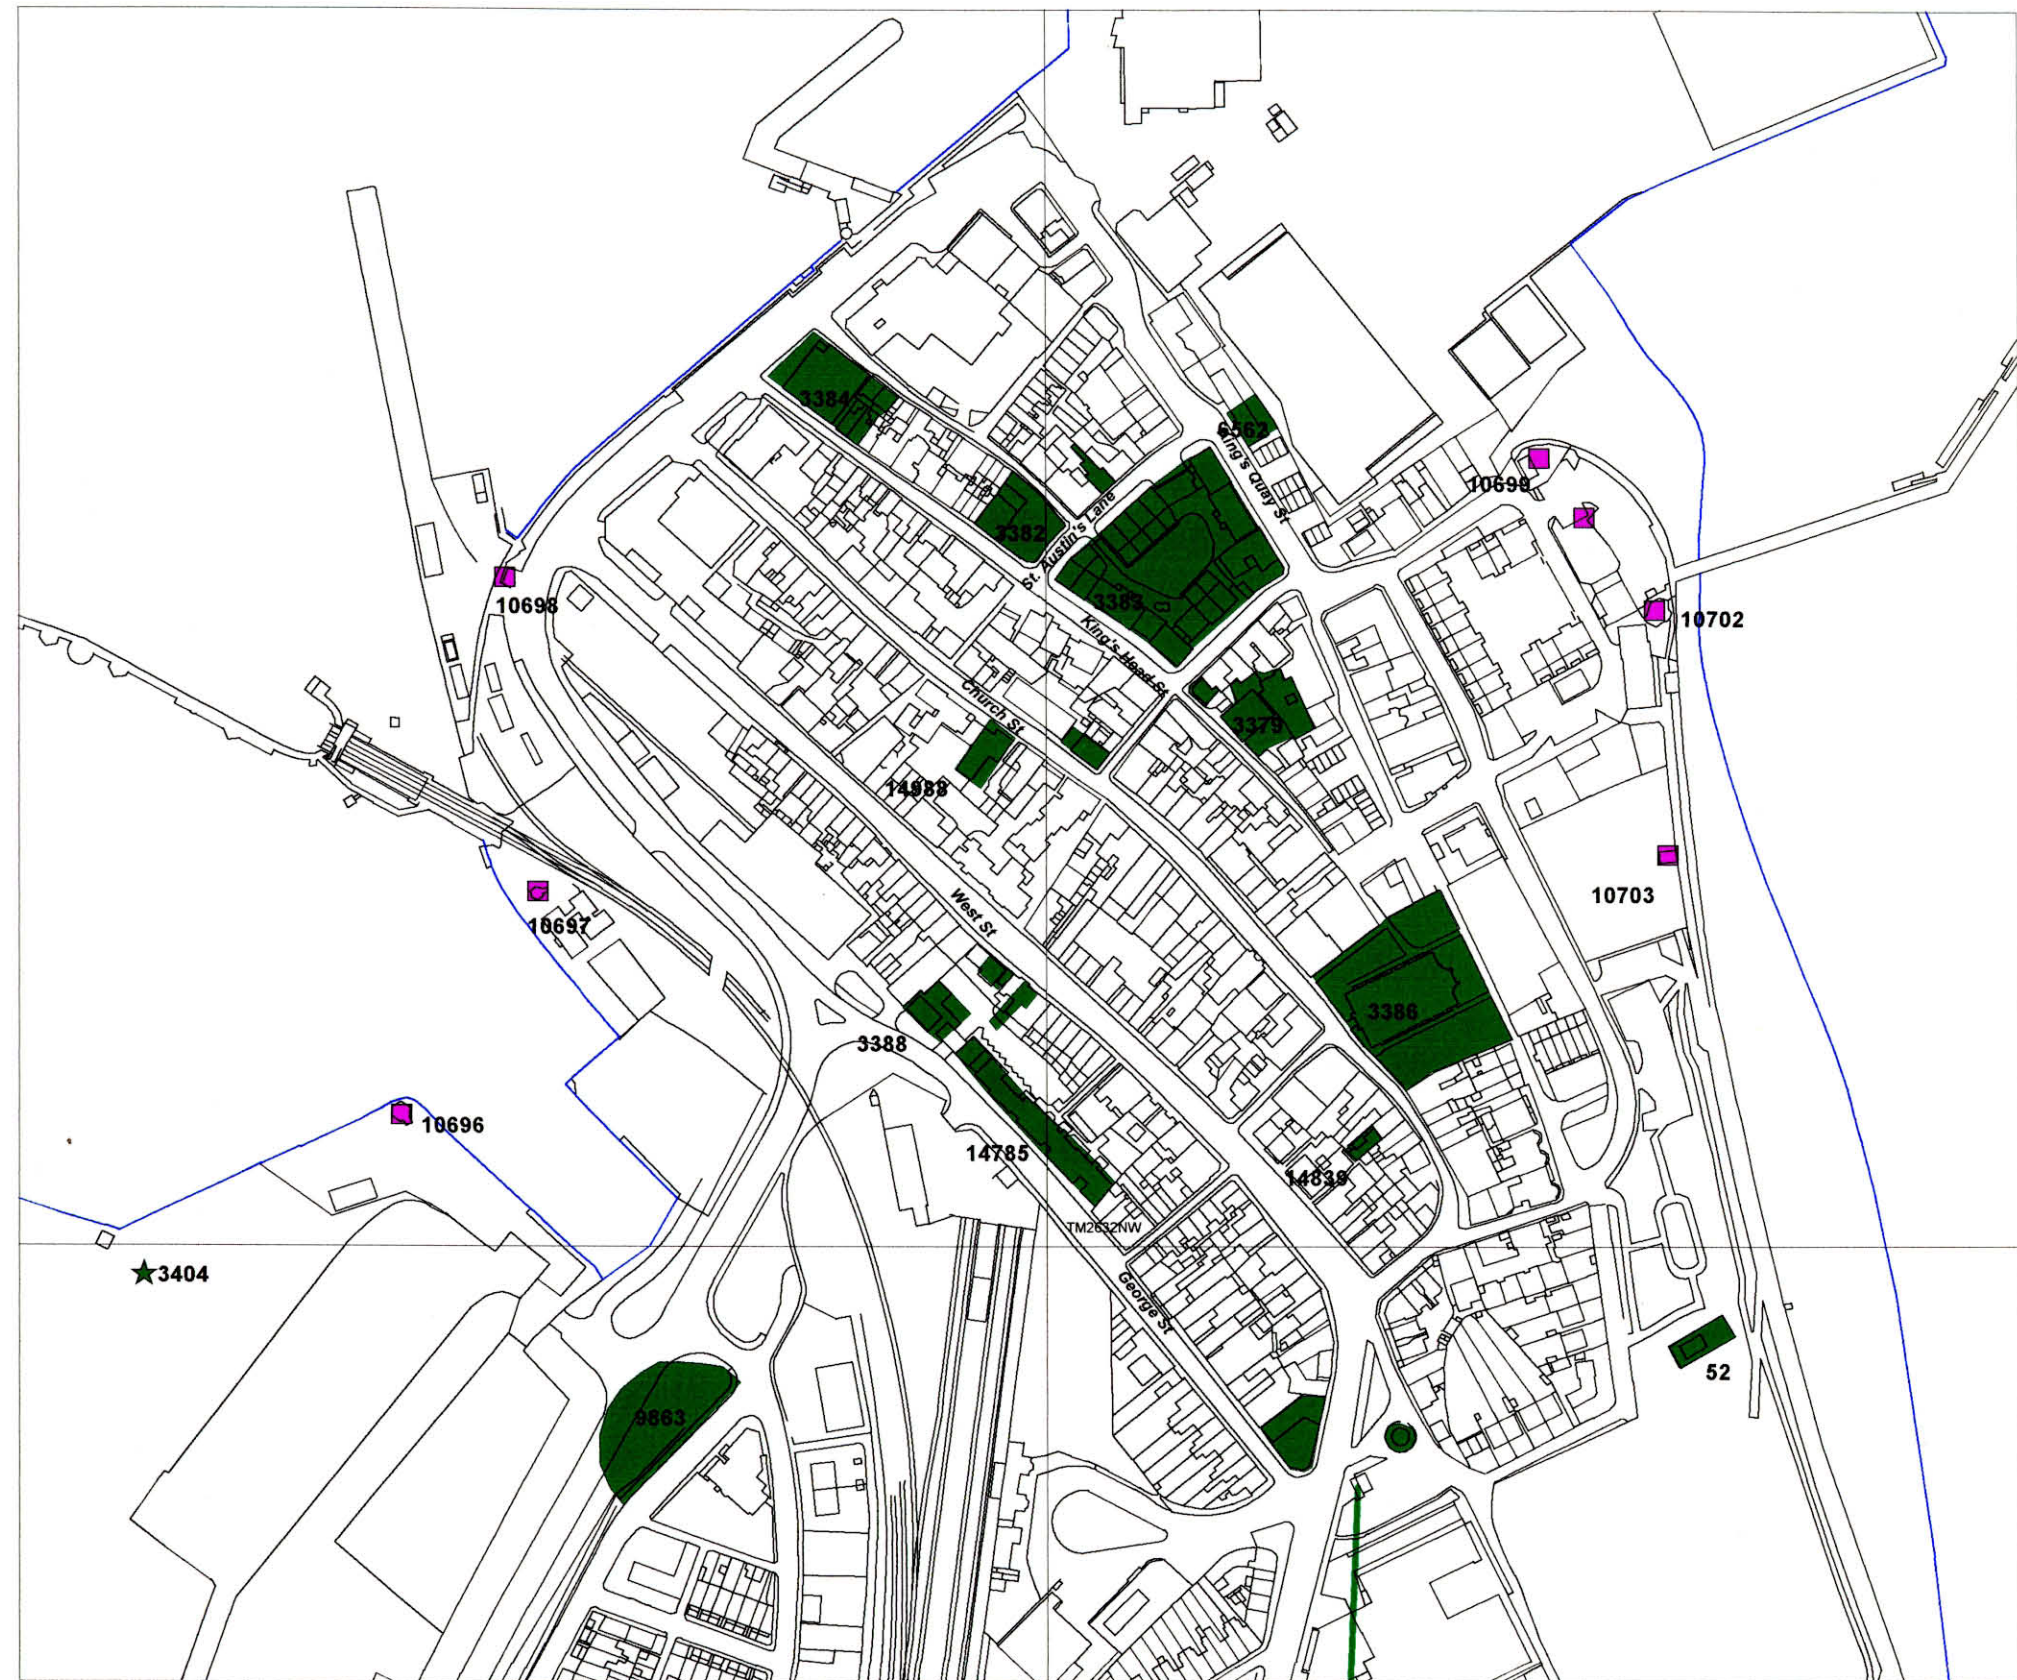 3384
6562
King's Quay St
10699
3382
St. Austin's Lane
10698
3383
10702
King's Head St
Church St
3379
14988
10703
West St
10697
3386
3388
10696
14785
14839
TM2632NW
3404
George St
52
9863